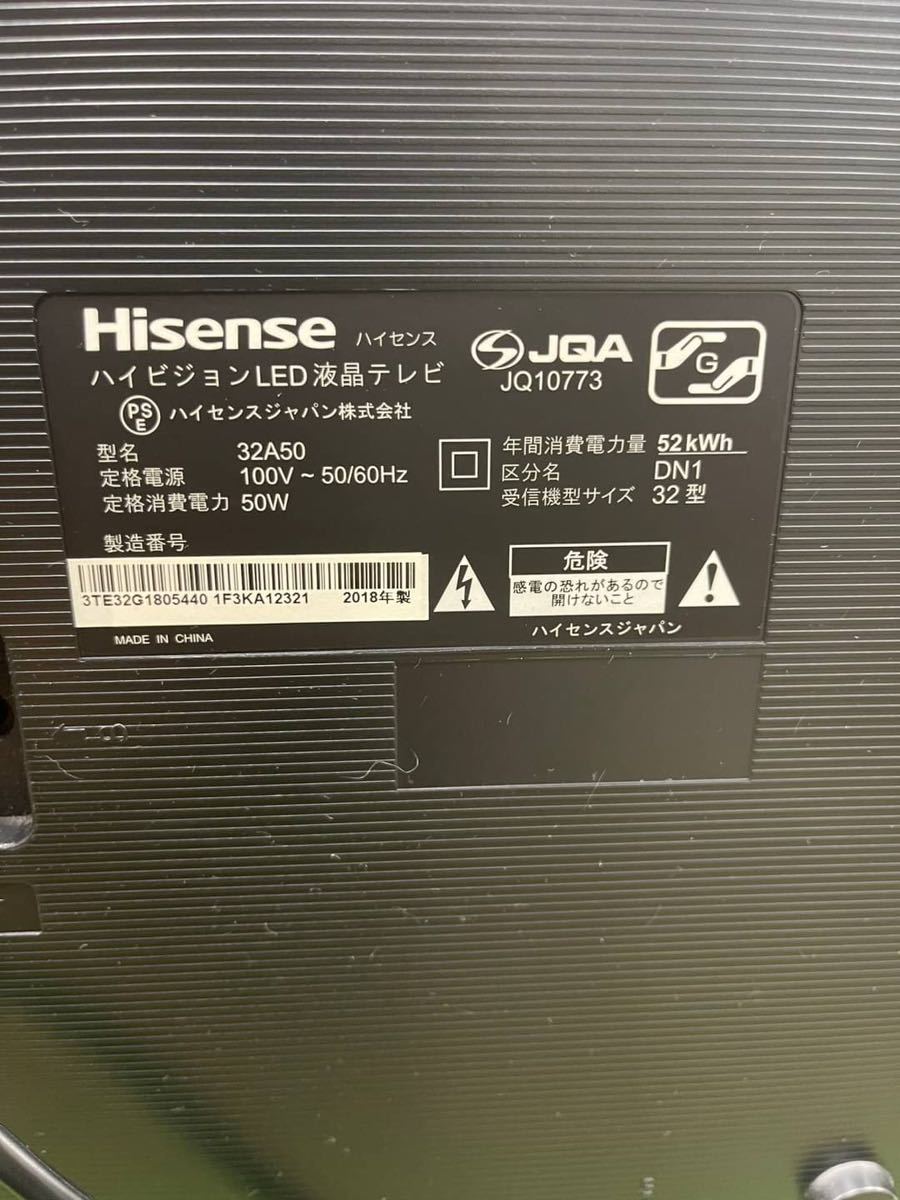 Hisense ハイセンス
ハイビジョンLED液晶テレビ
PS E ハイセンスジャパン株式会社
型名 32A50
定格電源 100V ~ 50/60Hz
定格消費電力 50W
製造番号
3TE32G1805440 1F3KA12321 2018年製
MADE IN CHINA
JQA
JQ10773
G
年間消費電力量 52kWh
区分名 DN1
受信機型サイズ 32型
危険
感電の恐れがあるので
開けないこと
ハイセンスジャパン